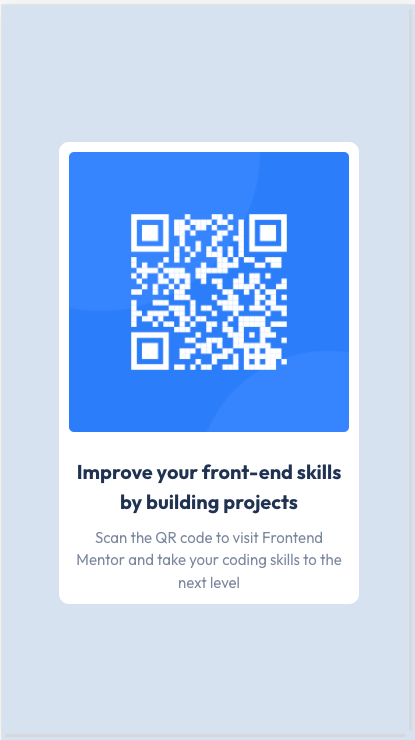 Improve your front-end skills
by building projects
Scan the QR code to visit Frontend
Mentor and take your coding skills to the
next level